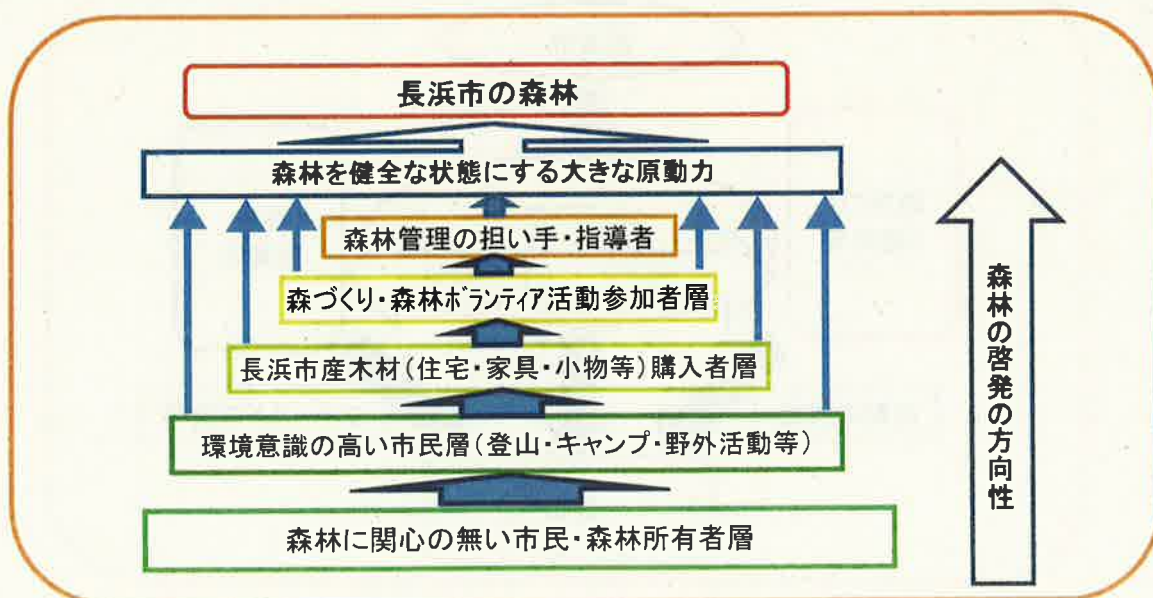 長浜市の森林
森林を健全な状態にする大きな原動力
森林管理の担い手・指導者
森づくり・森林ボランティア活動参加者層
長浜市産木材(住宅・家具・小物等)購入者層
環境意識の高い市民層(登山・キャンプ・野外活動等)
森林に関心の無い市民・森林所有者層
森林の啓発の方向性